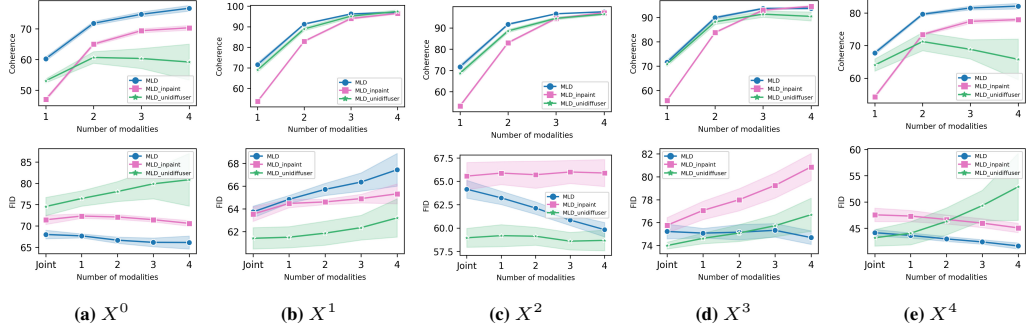 Coherence
70
60
50
MLD
MLD_inpaint
MLD_unidiffuser
1 2 3 4
Number of modalities
Coherence
100
90
80
70
60
MLD
MLD_inpaint
MLD_unidiffuser
1 2 3 4
Number of modalities
Coherence
100
90
80
70
60
MLD
MLD_inpaint
MLD_unidiffuser
1 2 3 4
Number of modalities
Coherence
90
80
70
60
MLD
MLD_inpaint
MLD_unidiffuser
1 2 3 4
Number of modalities
Coherence
80
70
60
MLD
MLD_inpaint
MLD_unidiffuser
1 2 3 4
Number of modalities
FID
85
80
75
70
65
MLD
MLD_inpaint
MLD_unidiffuser
Joint 1 2 3 4
Number of modalities
FID
68
66
64
62
MLD
MLD_inpaint
MLD_unidiffuser
Joint 1 2 3 4
Number of modalities
FID
67.5
65.0
62.5
60.0
57.5
MLD
MLD_inpaint
MLD_unidiffuser
Joint 1 2 3 4
Number of modalities
FID
82
80
78
76
74
MLD
MLD_inpaint
MLD_unidiffuser
Joint 1 2 3 4
Number of modalities
FID
60
55
50
45
MLD
MLD_inpaint
MLD_unidiffuser
Joint 1 2 3 4
Number of modalities
(a) X⁰
(b) X¹
(c) X²
(d) X³
(e) X⁴